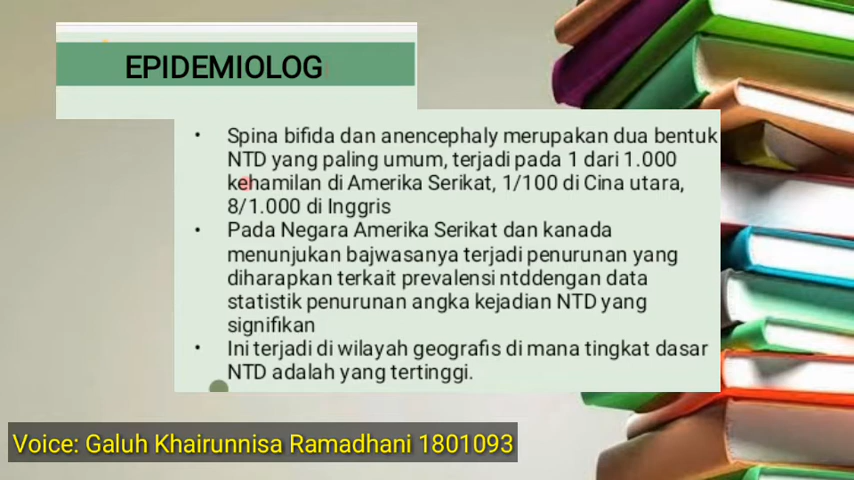 EPIDEMIOLOG
• Spina bifida dan anencephaly merupakan dua bentuk
NTD yang paling umum, terjadi pada 1 dari 1.000
kehamilan di Amerika Serikat, 1/100 di Cina utara,
8/1.000 di Inggris
• Pada Negara Amerika Serikat dan kanada
menunjukan bajwasanya terjadi penurunan yang
diharapkan terkait prevalensi ntddengan data
statistik penurunan angka kejadian NTD yang
signifikan
• Ini terjadi di wilayah geografis di mana tingkat dasar
NTD adalah yang tertinggi.
Voice: Galuh Khairunnisa Ramadhani 1801093